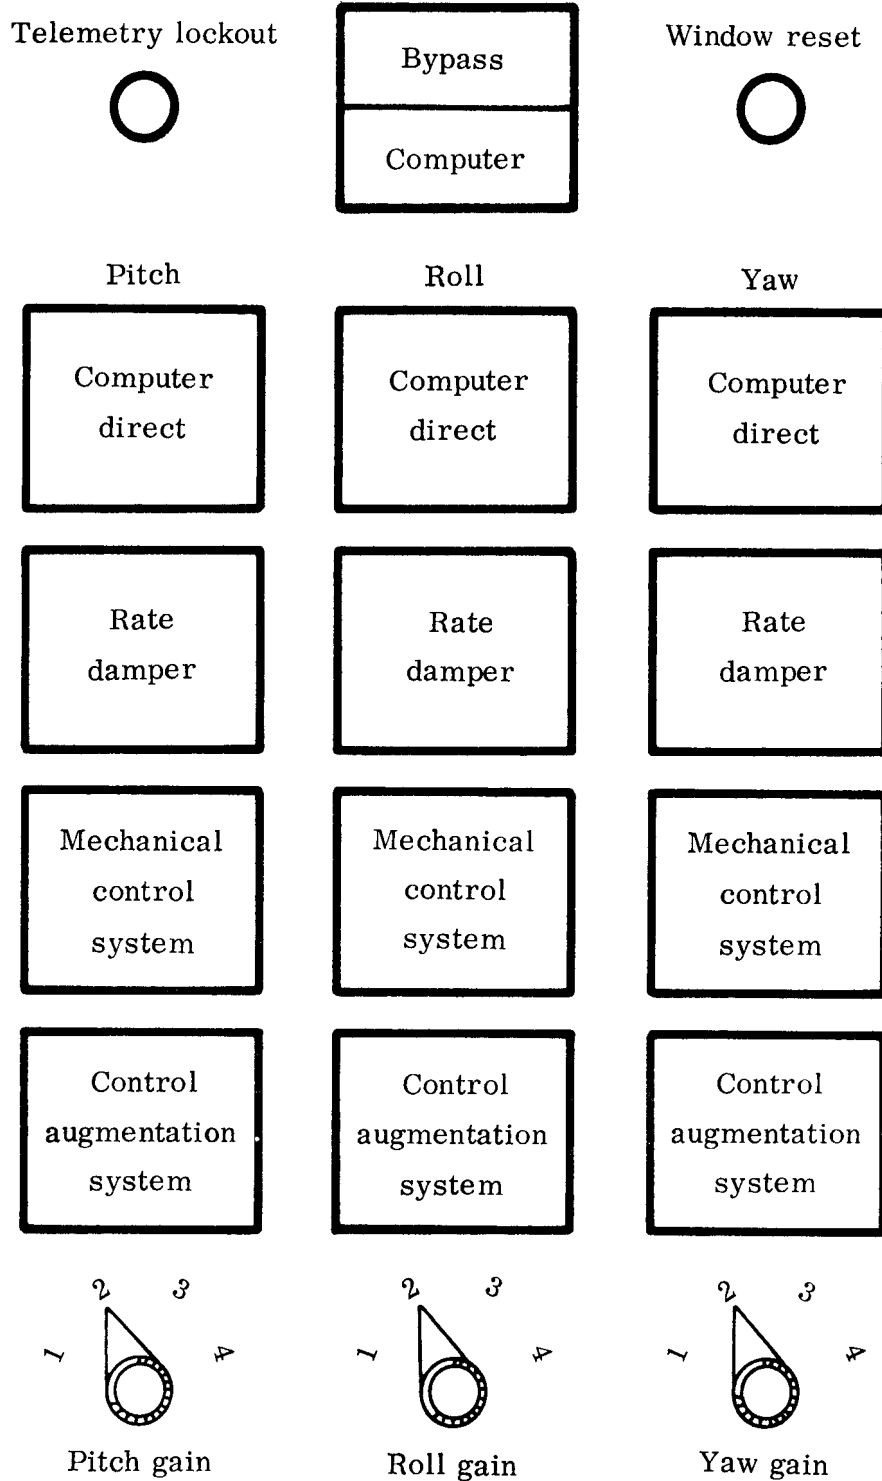 Telemetry lockout
Bypass
Window reset
Computer
Pitch
Roll
Yaw
Computer
direct
Computer
direct
Computer
direct
Rate
damper
Rate
damper
Rate
damper
Mechanical
control
system
Mechanical
control
system
Mechanical
control
system
Control
augmentation
system
Control
augmentation
system
Control
augmentation
system
1 2 3 4
1 2 3 4
1 2 3 4
Pitch gain
Roll gain
Yaw gain